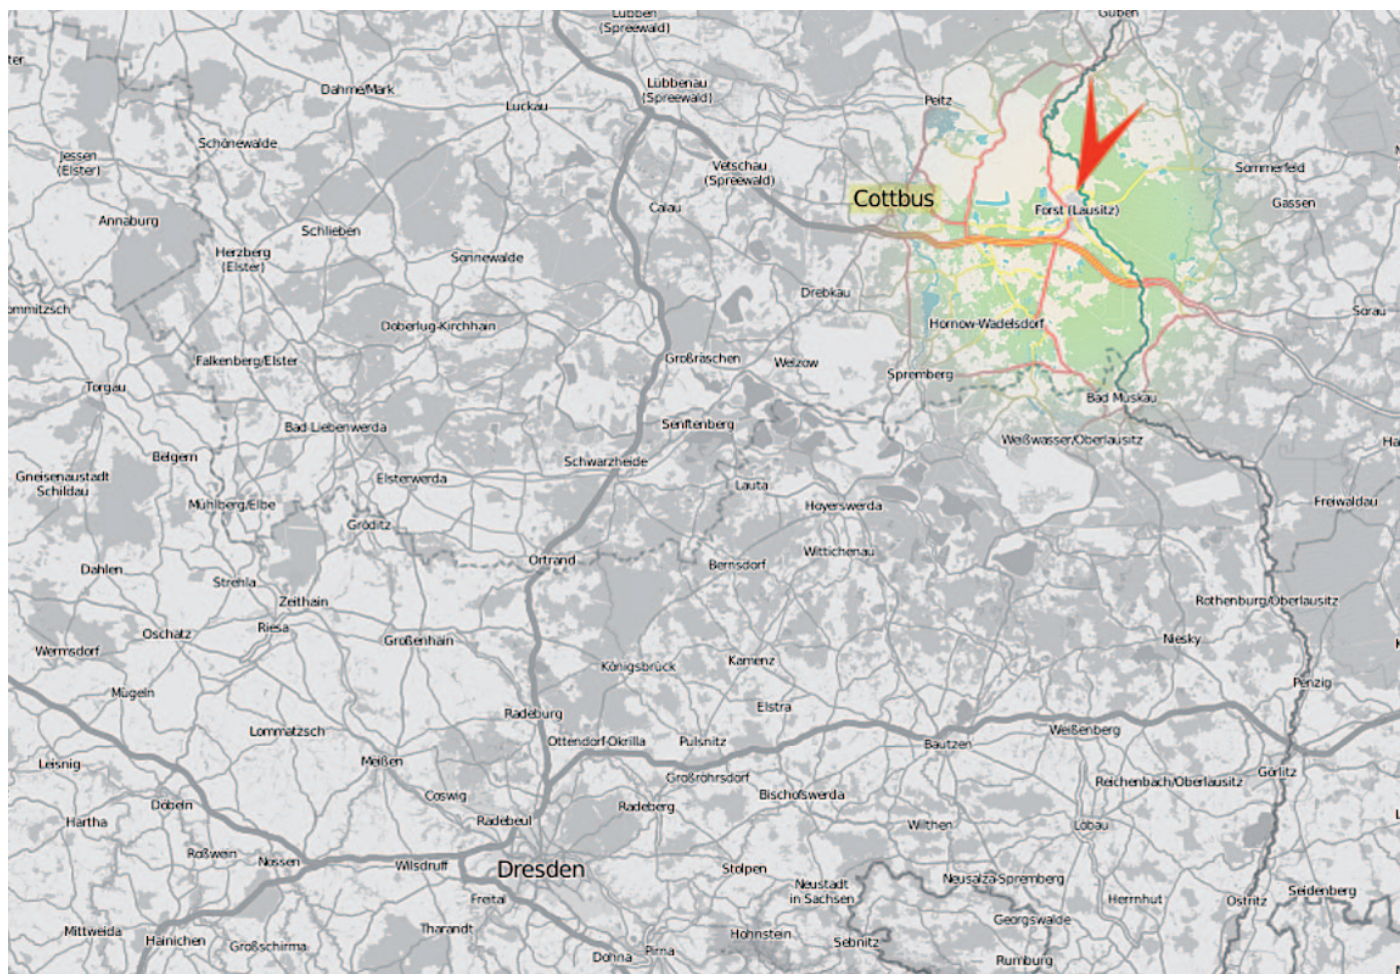 Lübben
(Spreewald)
Guben
ter
Dahme/Mark
Lübbenau
(Spreewald)
Luckau
Peitz
Schönewalde
Jessen
(Elster)
Vetschau
(Spreewald)
Sommerfeld
Cottbus
Calau
Forst (Lausitz)
Gassen
Annaburg
Schlieben
Herzberg
(Elster)
Sonnewalde
Drebkau
ommitzsch
Sorau
Doberlug-Kirchhain
Hornow-Wadelsdorf
Falkenberg/Elster
Großräschen
Welzow
Spremberg
Torgau
Bad Muskau
Bad Liebenwerda
Senftenberg
Weißwasser/Oberlausitz
Ha
Belgern
Schwarzheide
Gneisenaustadt
Schildau
Elsterwerda
Lauta
Mühlberg/Elbe
Hoyerswerda
Freiwaldau
Gröditz
Wittichenau
Ortrand
Bernsdorf
Dahlen
Strehla
Zeithain
Rothenburg/Oberlausitz
Riesa
Oschatz
Großenhain
Niesky
Wermsdorf
Königsbrück
Kamenz
Penzig
Mügeln
Elstra
Radeburg
Lommatzsch
Weißenberg
Ottendorf-Okrilla
Pulsnitz
Bautzen
Leisnig
Meißen
Großröhrsdorf
Görlitz
Reichenbach/Oberlausitz
Coswig
Bischofswerda
Döbeln
Radeberg
Hartha
Radebeul
Wilthen
Löbau
Roßwein
Nossen
Wilsdruff
Dresden
Stolpen
Neusalza-Spremberg
Neustadt
in Sachsen
Seidenberg
Freital
Herrnhut
Ostritz
Georgswalde
Mittweida
Tharandt
Hohnstein
Hainichen
Großschirma
Sebnitz
Pirna
Dohna
Rumburg